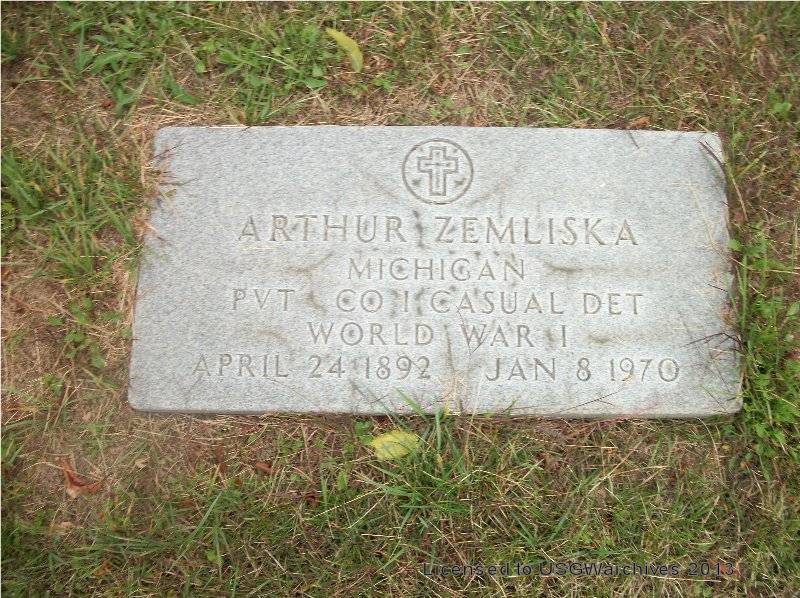 ARTHUR ZEMLISKA
MICHIGAN
PVT CO I CASUAL DET
WORLD WAR I
APRIL 24 1892 JAN 8 1970
Licensed to USGWarchives 2013